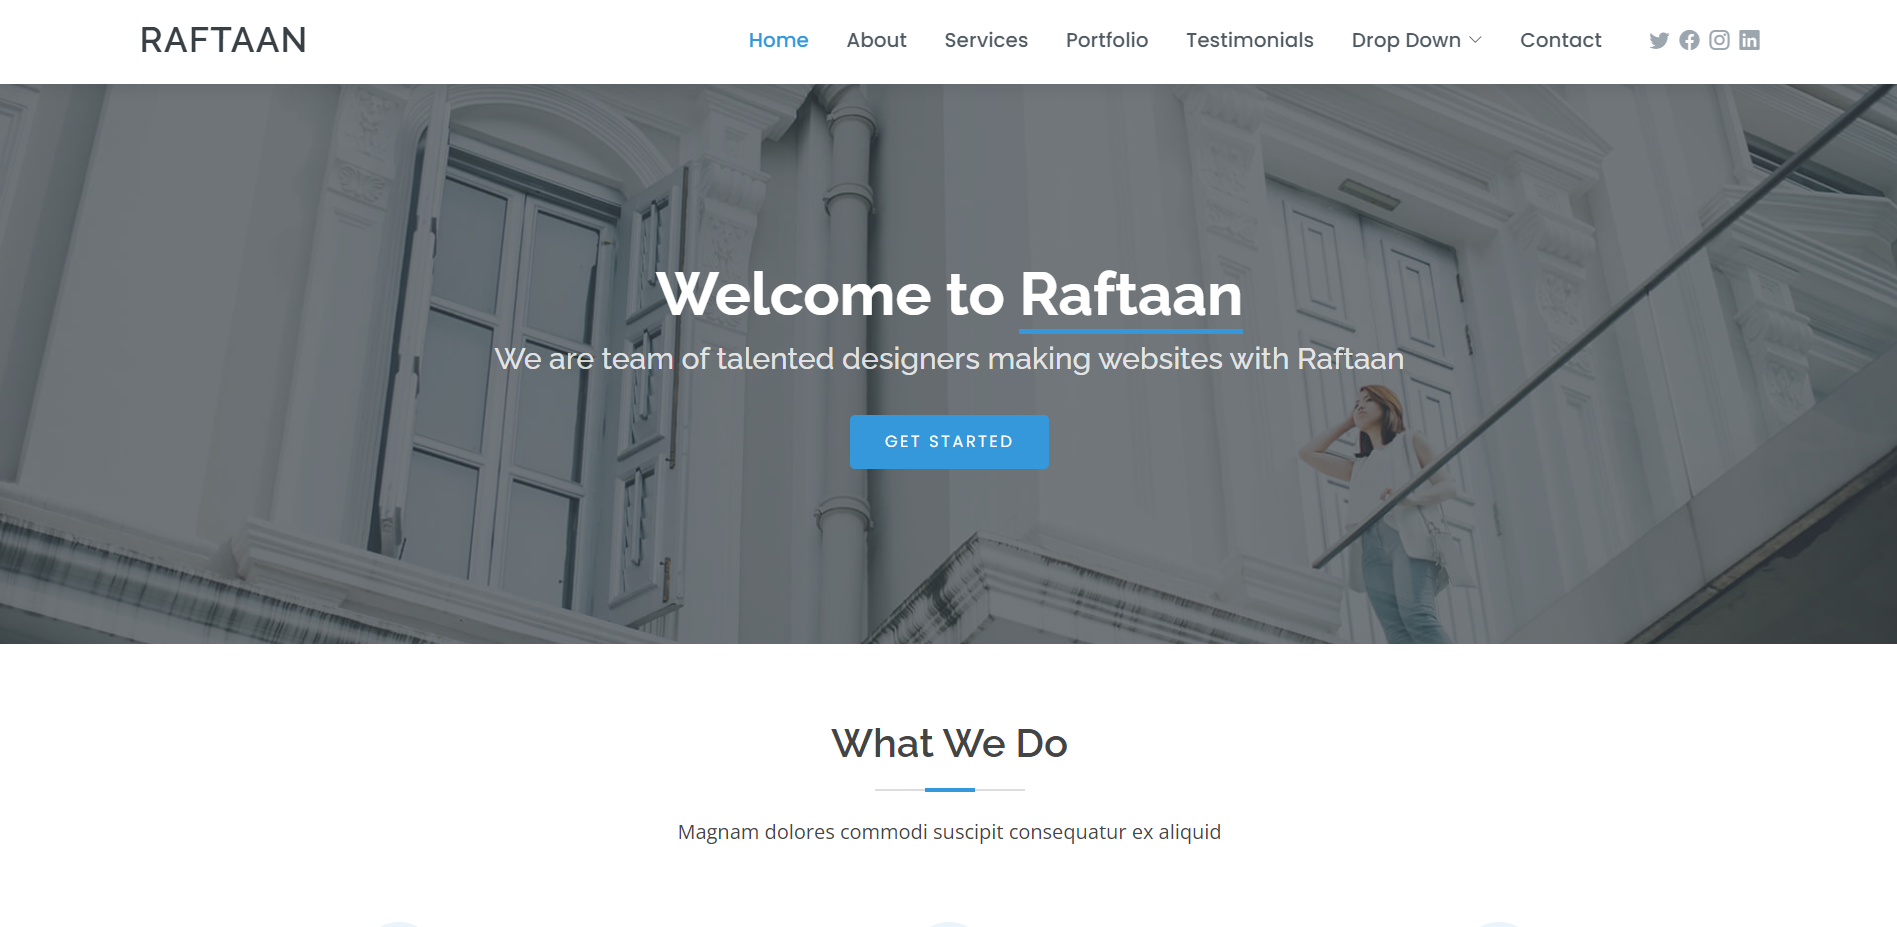 RAFTAAN
Home About Services Portfolio Testimonials Drop Down Contact
Welcome to Raftaan
We are team of talented designers making websites with Raftaan
GET STARTED
What We Do
Magnam dolores commodi suscipit consequatur ex aliquid